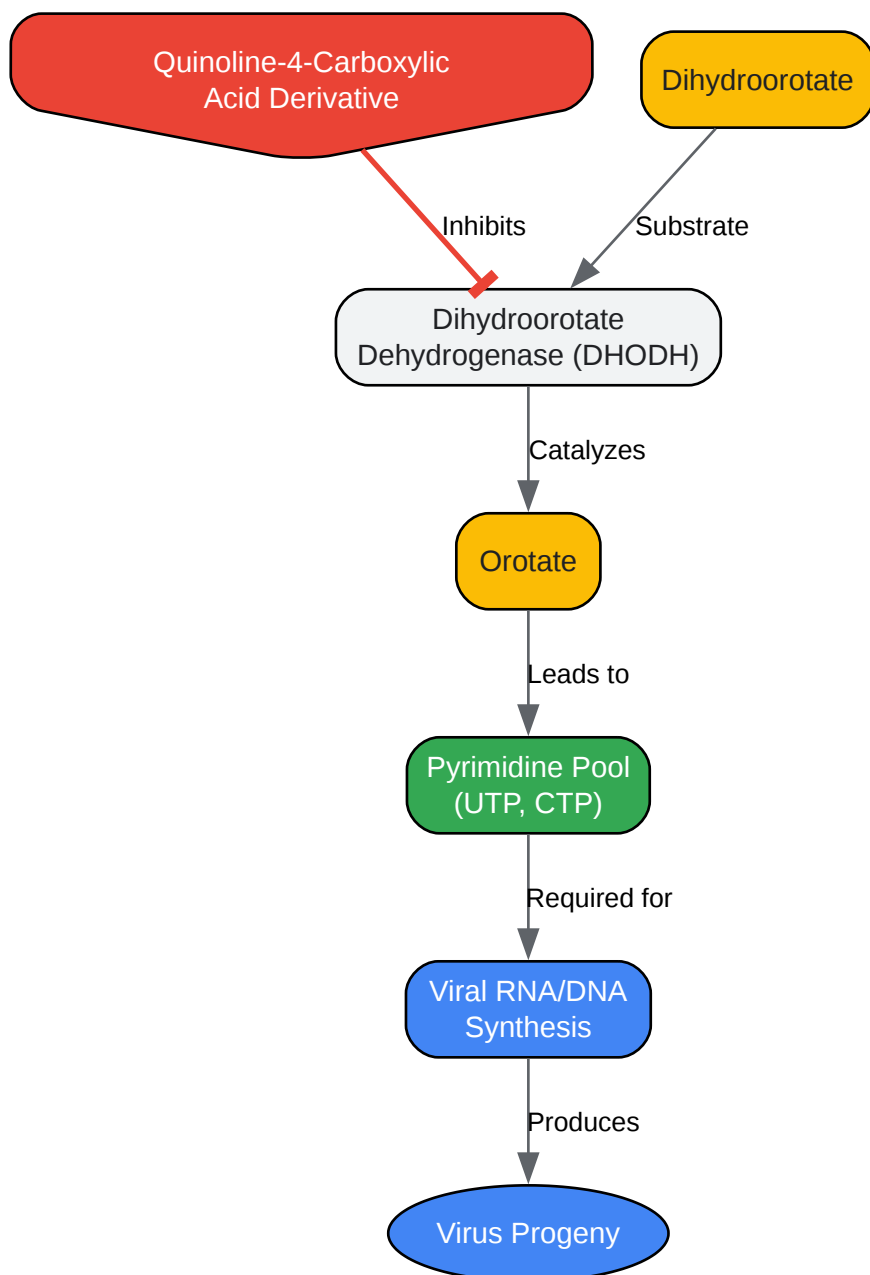 Quinoline-4-Carboxylic
Acid Derivative
Dihydroorotate
Inhibits
Substrate
Dihydroorotate
Dehydrogenase (DHODH)
Catalyzes
Orotate
Leads to
Pyrimidine Pool
(UTP, CTP)
Required for
Viral RNA/DNA
Synthesis
Produces
Virus Progeny